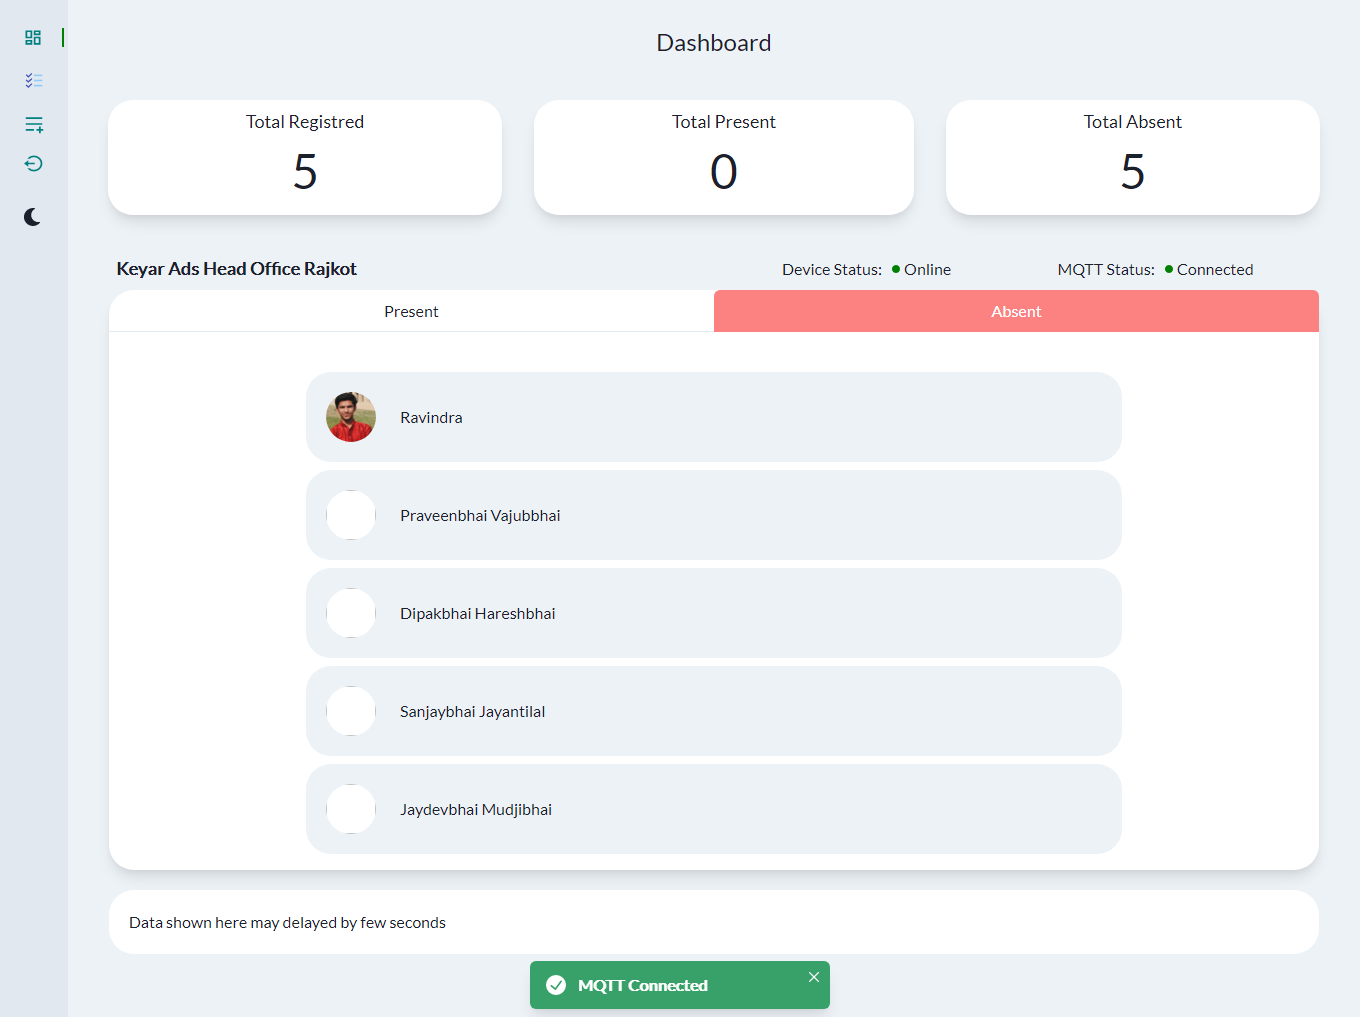 Dashboard
Total Registred
5
Total Present
0
Total Absent
5
Keyar Ads Head Office Rajkot
Device Status: Online
MQTT Status: Connected
Present
Absent
Ravindra
Praveenbhai Vajubbhai
Dipakbhai Hareshbhai
Sanjaybhai Jayantilal
Jaydevbhai Mudjibhai
Data shown here may delayed by few seconds
MQTT Connected